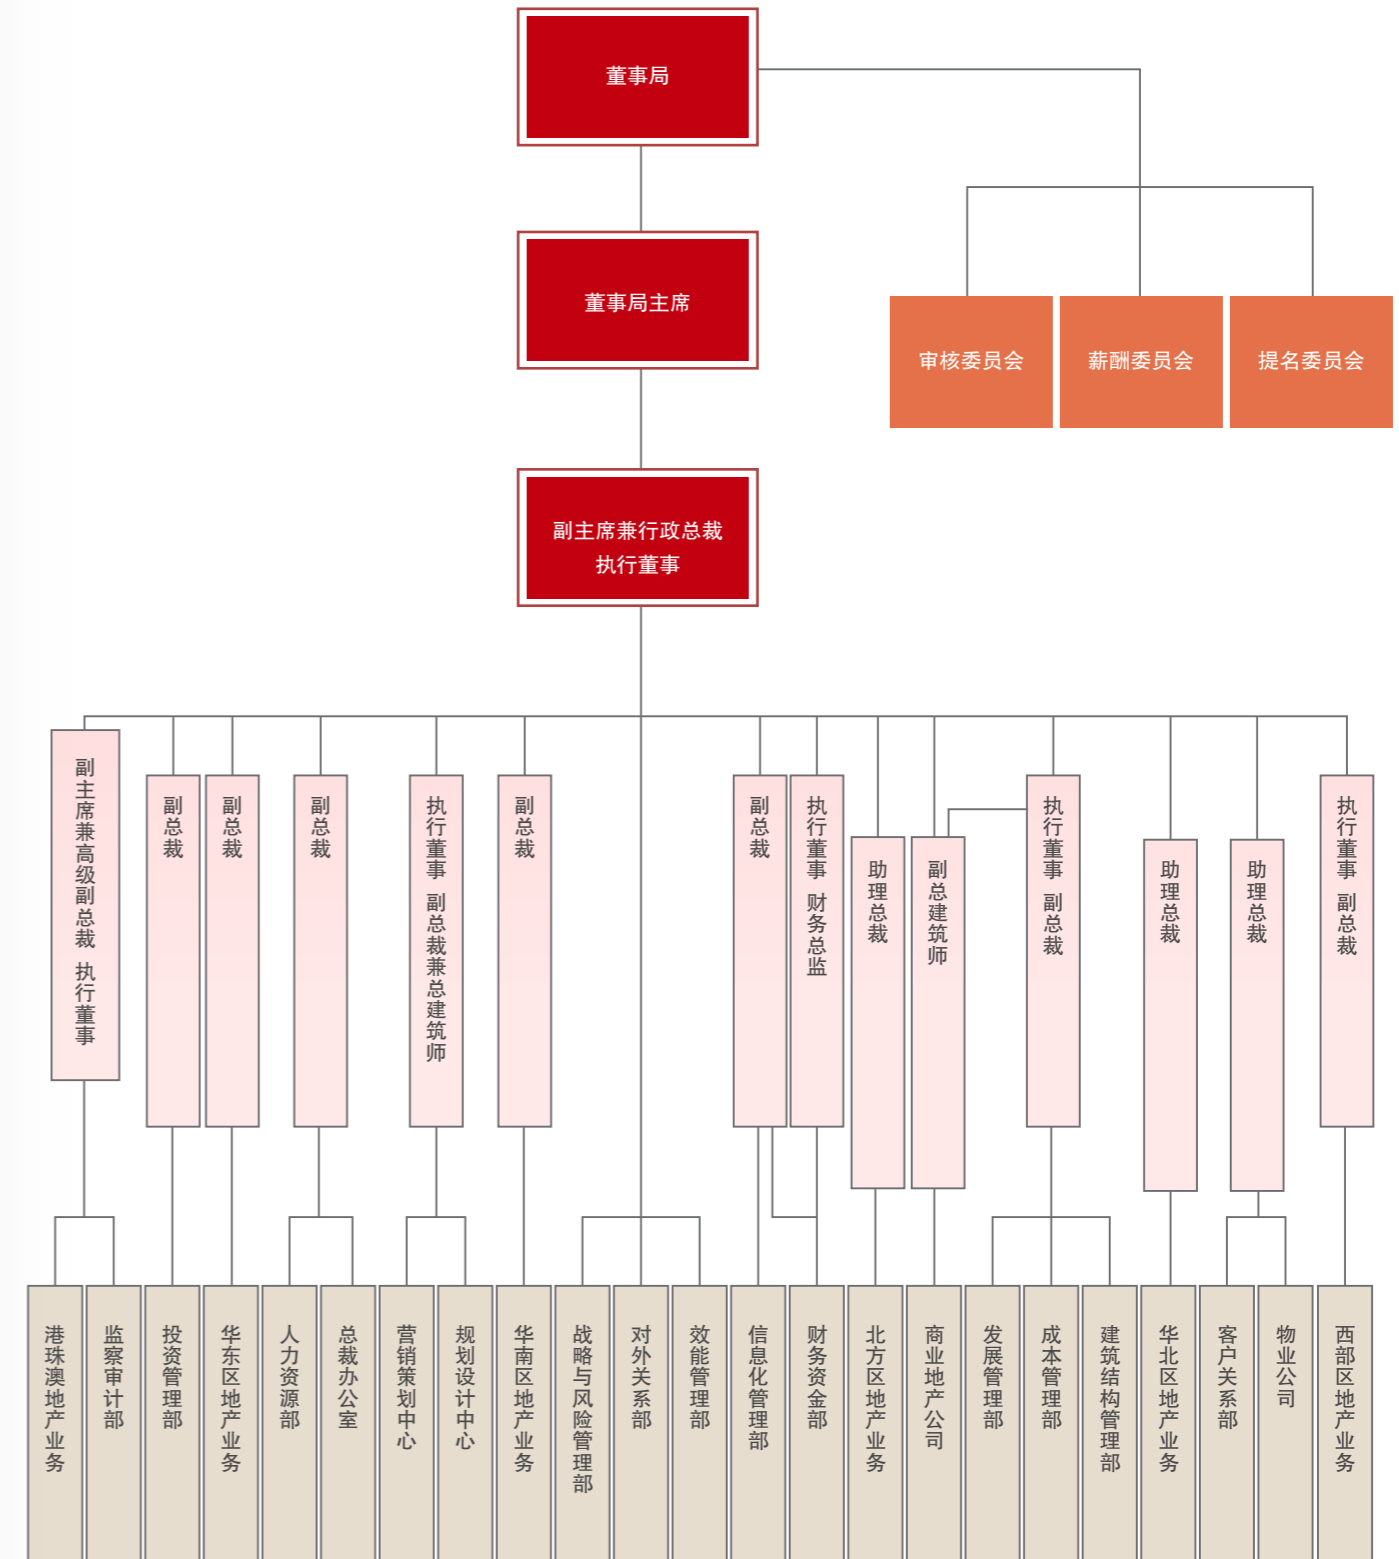 董事局
董事局主席
审核委员会
薪酬委员会
提名委员会
副主席兼行政总裁
执行董事
副主席兼高级副总裁 执行董事
副总裁
副总裁
副总裁
执行董事 副总裁兼总建筑师
副总裁
副总裁
执行董事 财务总监
助理总裁
副总建筑师
执行董事 副总裁
助理总裁
助理总裁
执行董事 副总裁
港珠澳地产业务
监察审计部
投资管理部
华东区地产业务
人力资源部
总裁办公室
营销策划中心
规划设计中心
华南区地产业务
战略与风险管理部
对外关系部
效能管理部
信息化管理部
财务资金部
北方区地产业务
商业地产公司
发展管理部
成本管理部
建筑结构管理部
华北区地产业务
客户关系部
物业公司
西部区地产业务